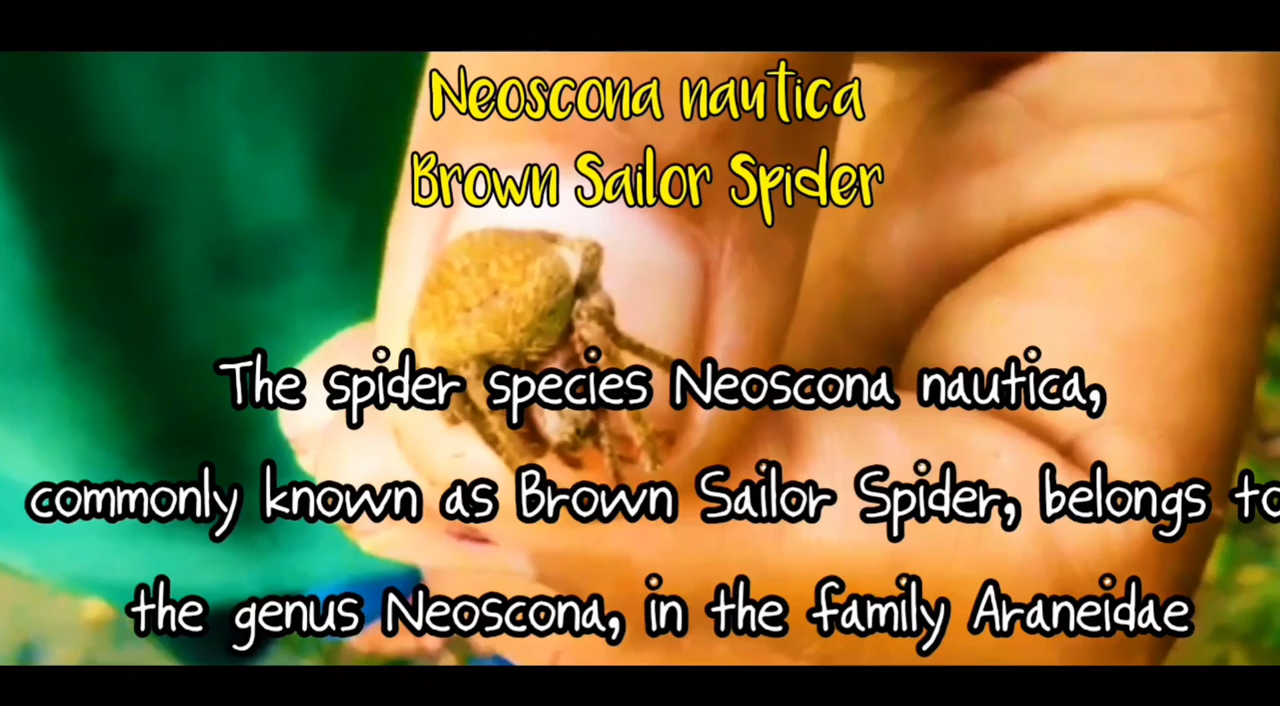 Neoscona nautica
Brown Sailor Spider
The spider species Neoscona nautica,
commonly known as Brown Sailor Spider, belongs to
the genus Neoscona, in the family Araneidae